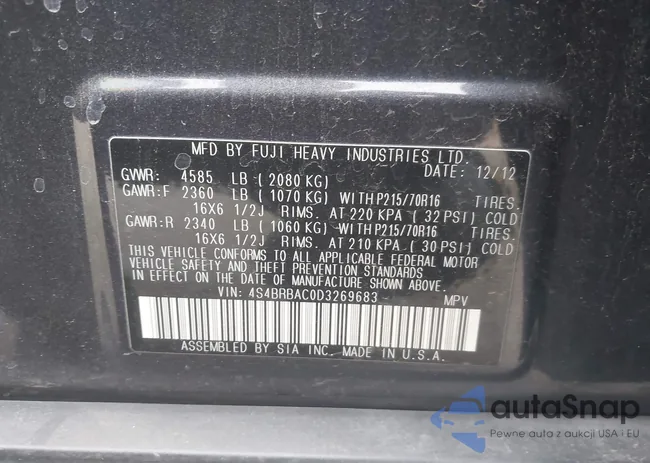 MFD BY FUJI HEAVY INDUSTRIES LTD.
DATE: 12/12
GVWR: 4585 LB (2080 KG)
GAWR:F 2360 LB (1070 KG) WITH P215/70R16 TIRES.
16X6 1/2J RIMS. AT 220 KPA (32 PSI) COLD
GAWR:R 2340 LB (1060 KG) WITH P215/70R16 TIRES.
16X6 1/2J RIMS. AT 210 KPA (30 PSI) COLD
THIS VEHICLE CONFORMS TO ALL APPLICABLE FEDERAL MOTOR
VEHICLE SAFETY AND THEFT PREVENTION STANDARDS
IN EFFECT ON THE DATE OF MANUFACTURE SHOWN ABOVE.
VIN: 4S4BRBAC0D3269683 MPV
ASSEMBLED BY SIA INC. MADE IN U.S.A.
autoSnap
Pewne auta z aukcji USA i EU